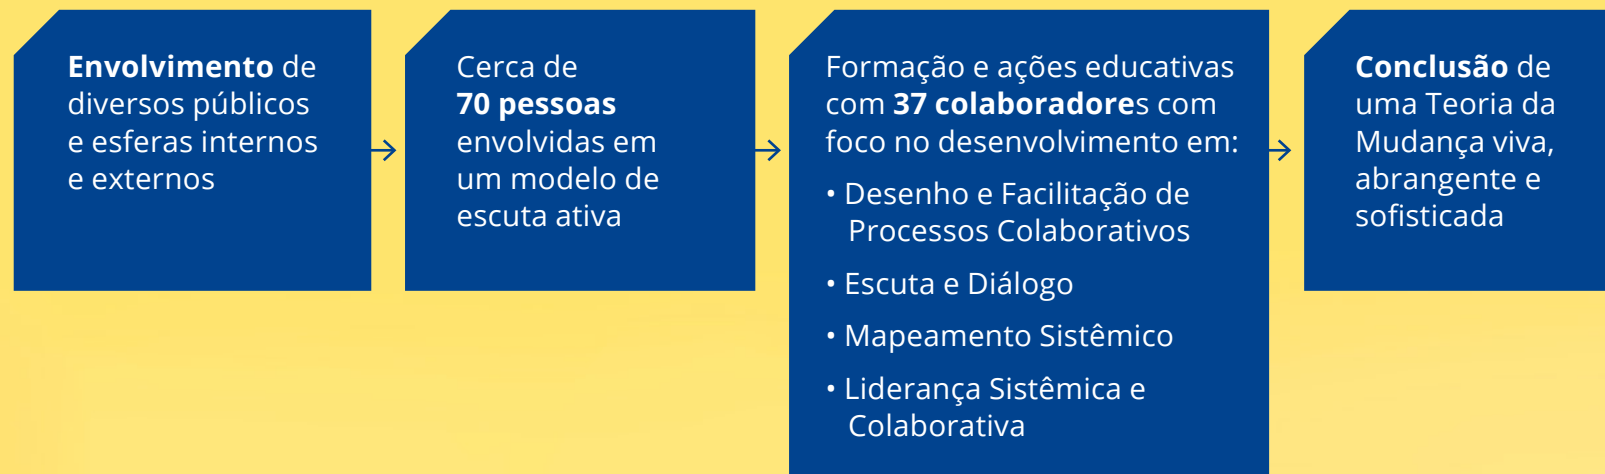 Envolvimento de
diversos públicos
e esferas internos
e externos
Cerca de
70 pessoas
envolvidas em
um modelo de
escuta ativa
Formação e ações educativas
com 37 colaboradores com
foco no desenvolvimento em:
• Desenho e Facilitação de
Processos Colaborativos
• Escuta e Diálogo
• Mapeamento Sistêmico
• Liderança Sistêmica e
Colaborativa
Conclusão de
uma Teoria da
Mudança viva,
abrangente e
sofisticada